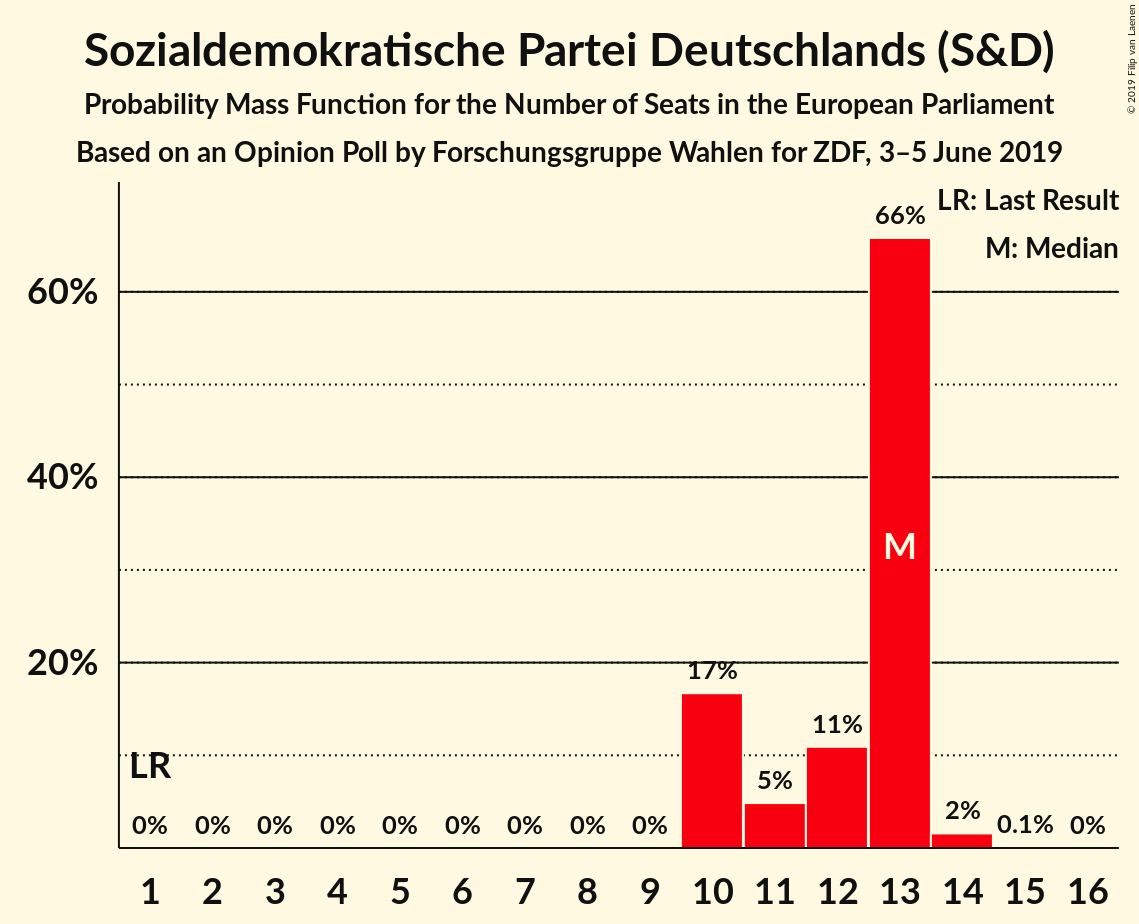 Sozialdemokratische Partei Deutschlands (S&D)
Probability Mass Function for the Number of Seats in the European Parliament
Based on an Opinion Poll by Forschungsgruppe Wahlen for ZDF, 3–5 June 2019
© 2019 Filip van Laenen
LR: Last Result
M: Median
66%
60%
40%
M
20%
17%
11%
5%
LR
0% 0% 0% 0% 0% 0% 0% 0% 0% 2% 0.1% 0%
1 2 3 4 5 6 7 8 9 10 11 12 13 14 15 16